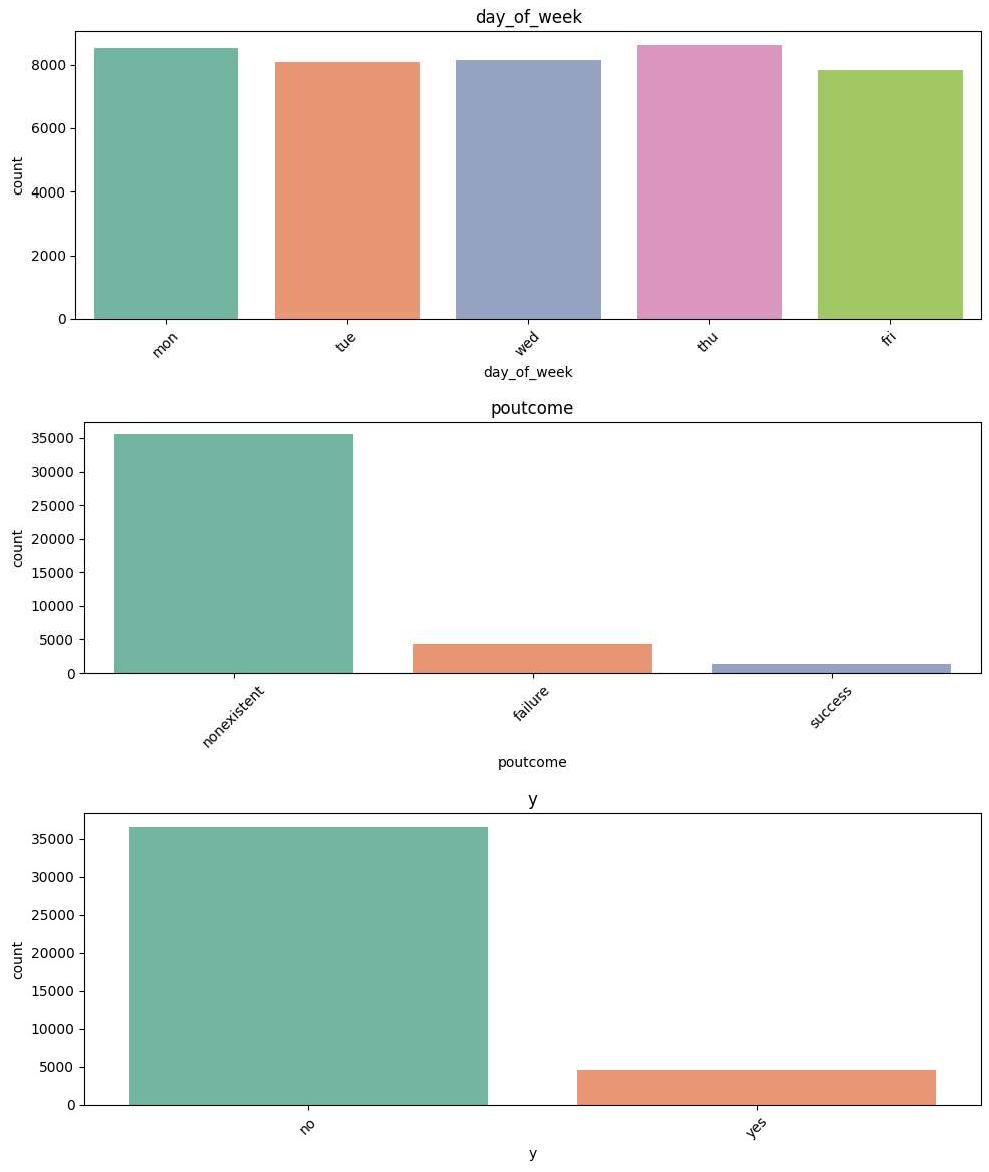 day_of_week
8000
6000
4000
2000
0
count
mon
tue
wed
thu
fri
day_of_week
poutcome
35000
30000
25000
20000
15000
10000
5000
0
count
nonexistent
failure
success
poutcome
y
35000
30000
25000
20000
15000
10000
5000
0
count
no
yes
y